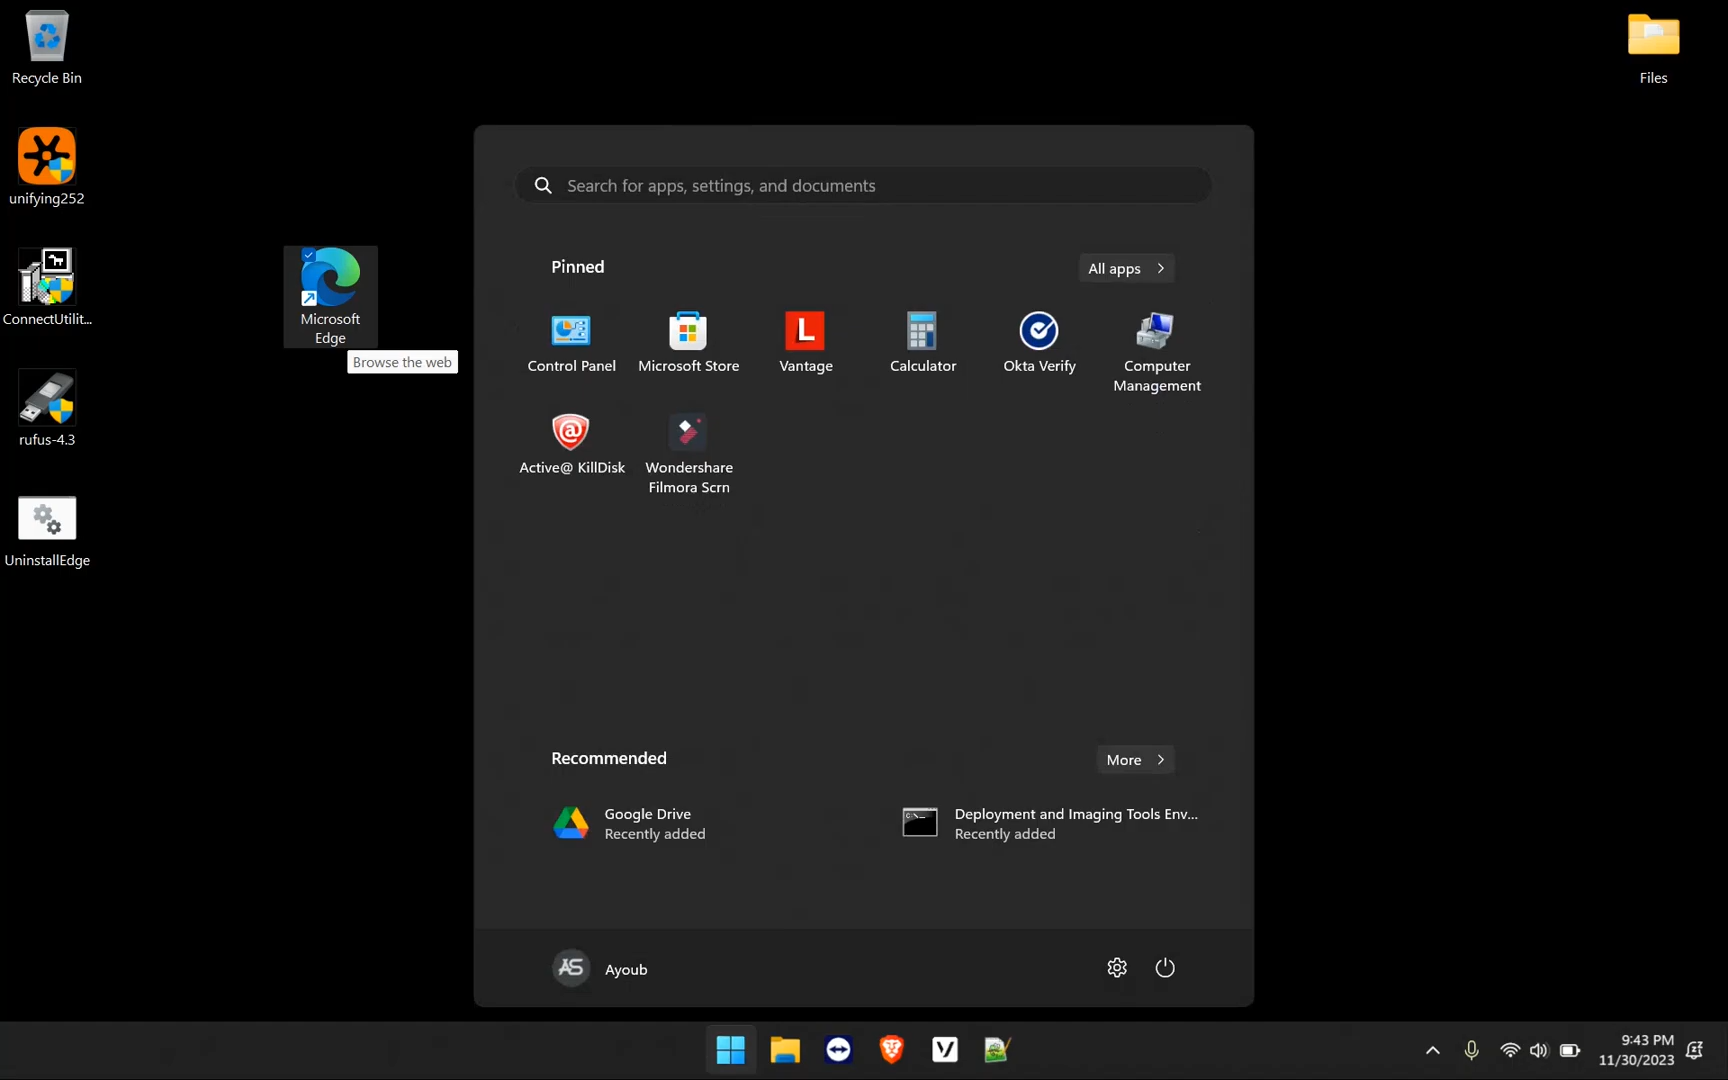 Recycle Bin
unifying252
ConnectUtilit...
rufus-4.3
UninstallEdge
Microsoft
Edge
Browse the web
Files
Search for apps, settings, and documents
Pinned
All apps
Control Panel
Microsoft Store
Vantage
Calculator
Okta Verify
Computer
Management
Active@ KillDisk
Wondershare
Filmora Scrn
Recommended
More
Google Drive
Recently added
Deployment and Imaging Tools Env...
Recently added
AS
Ayoub
9:43 PM
11/30/2023